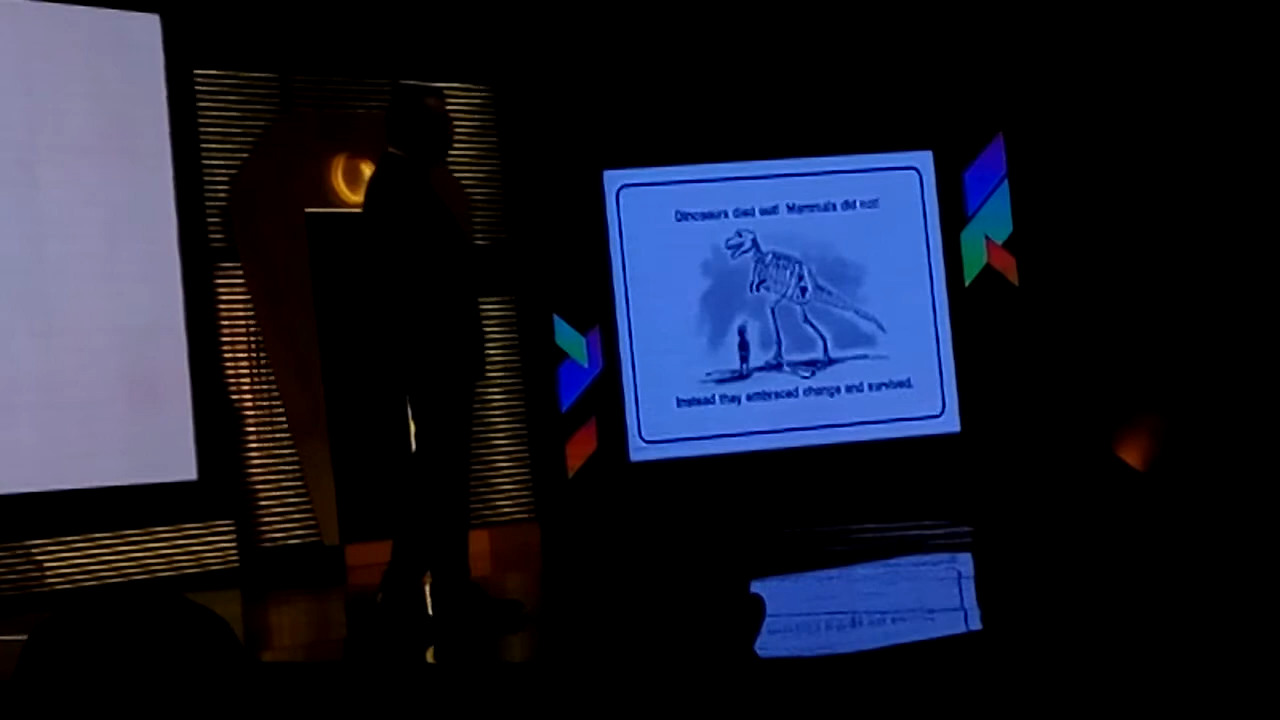 Dinosaurs died out! Mammals did not!
Instead they embraced change and survived.